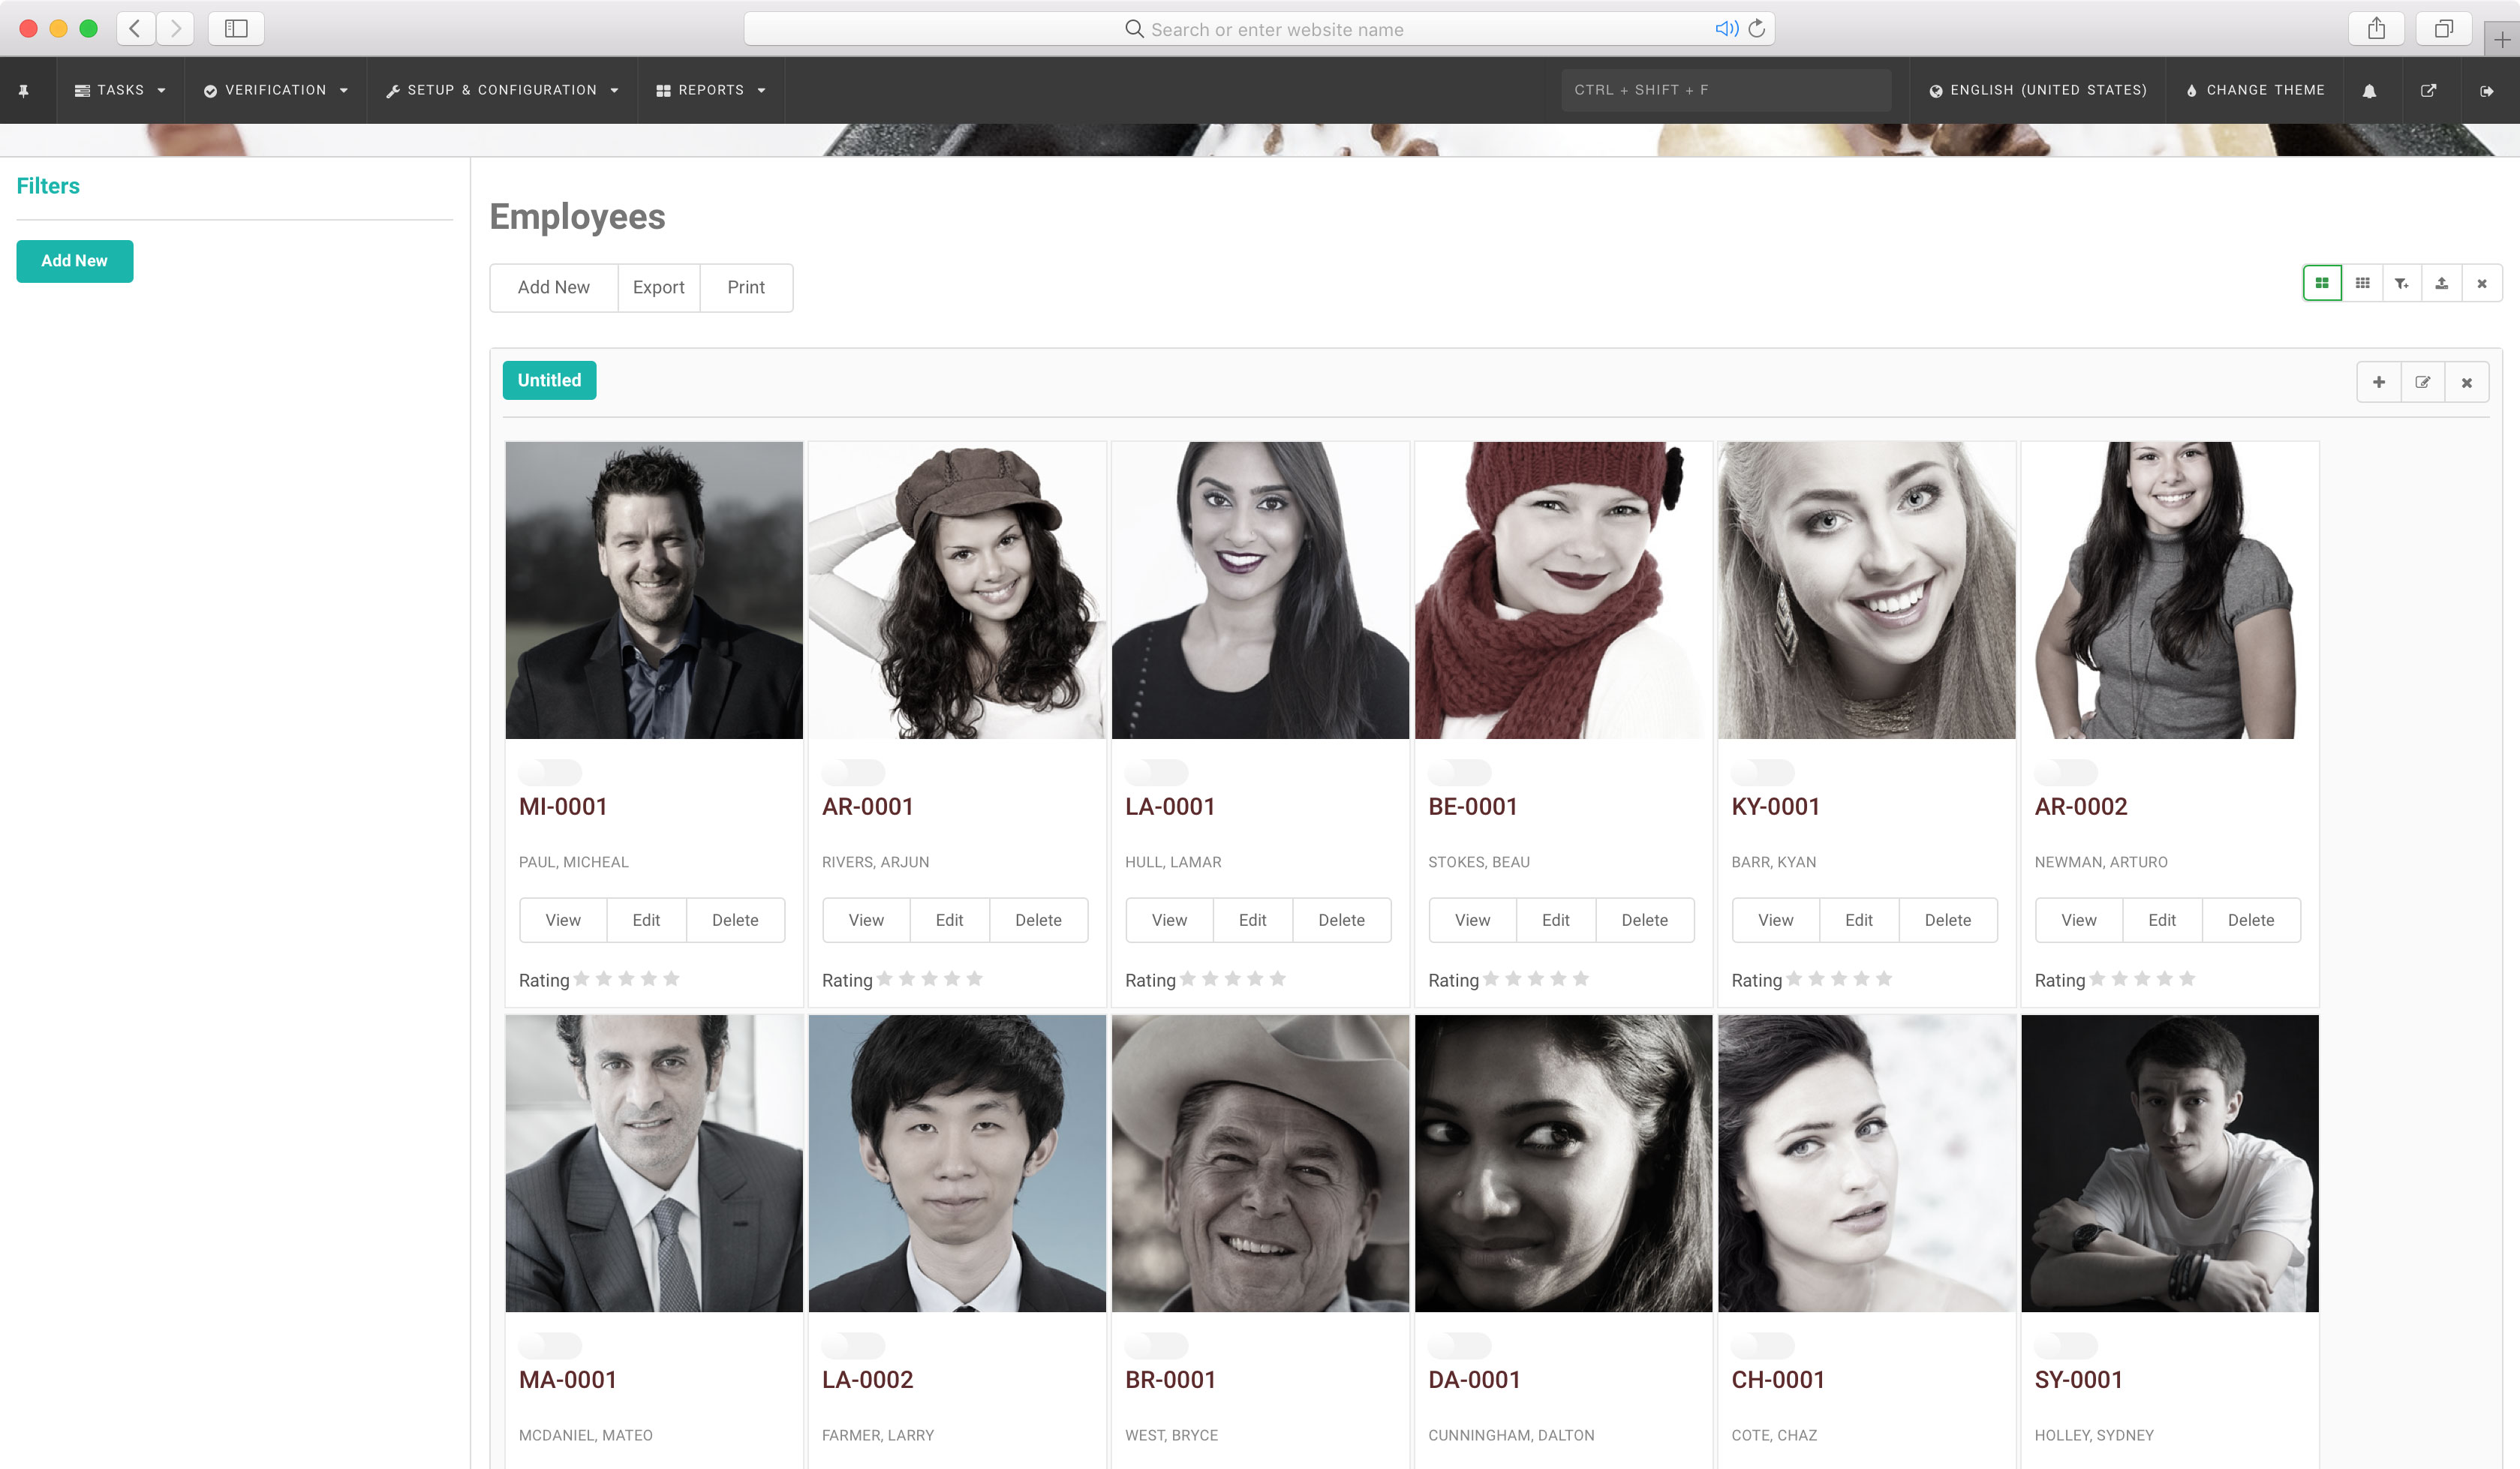 Search or enter website name
TASKS VERIFICATION SETUP & CONFIGURATION REPORTS CTRL + SHIFT + F ENGLISH (UNITED STATES) CHANGE THEME
Filters
Add New
Employees
Add New Export Print
Untitled
MI-0001 AR-0001 LA-0001 BE-0001 KY-0001 AR-0002
PAUL, MICHEAL RIVERS, ARJUN HULL, LAMAR STOKES, BEAU BARR, KYAN NEWMAN, ARTURO
View Edit Delete View Edit Delete View Edit Delete View Edit Delete View Edit Delete View Edit Delete
Rating Rating Rating Rating Rating Rating
MA-0001 LA-0002 BR-0001 DA-0001 CH-0001 SY-0001
MCDANIEL, MATEO FARMER, LARRY WEST, BRYCE CUNNINGHAM, DALTON COTE, CHAZ HOLLEY, SYDNEY